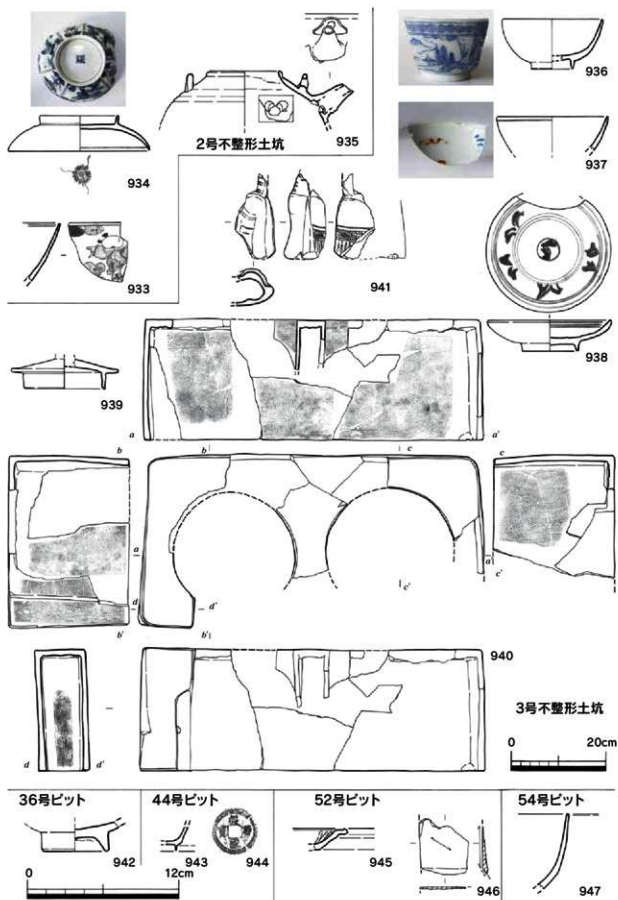 934
933
935
2号不整形土坑
936
937
941
938
939
a
b
c
a'
b
c
a
d
b'
d'
b'
c'
a'
c'
940
d
d'
3号不整形土坑
0 20cm
36号ピット
942
44号ピット
943
944
52号ピット
945
946
54号ピット
947
0 12cm